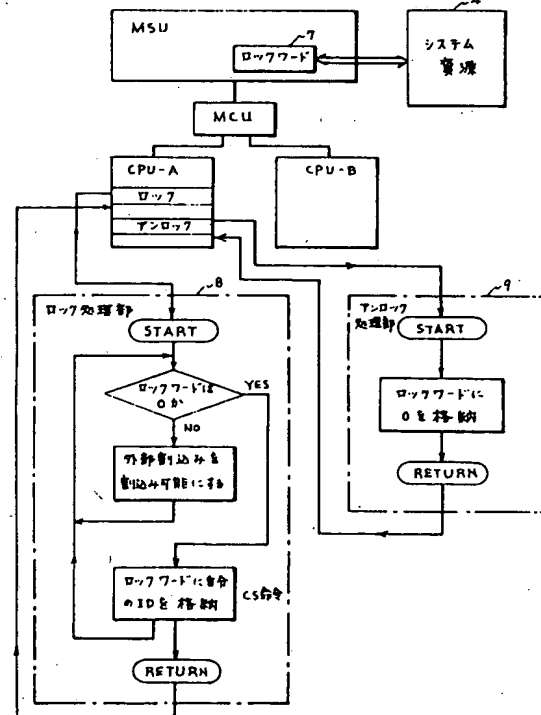 MSU
7
ロックワード
4
システム
資源
MCU
CPU-A
CPU-B
ロック
アンロック
8
ロック処理部
START
ロックワードは
0か
YES
NO
外部割込みを
割込み可能にする
ロックワードに自分
のIDを格納
CS命令
RETURN
9
アンロック
処理部
START
ロックワードに
0を格納
RETURN